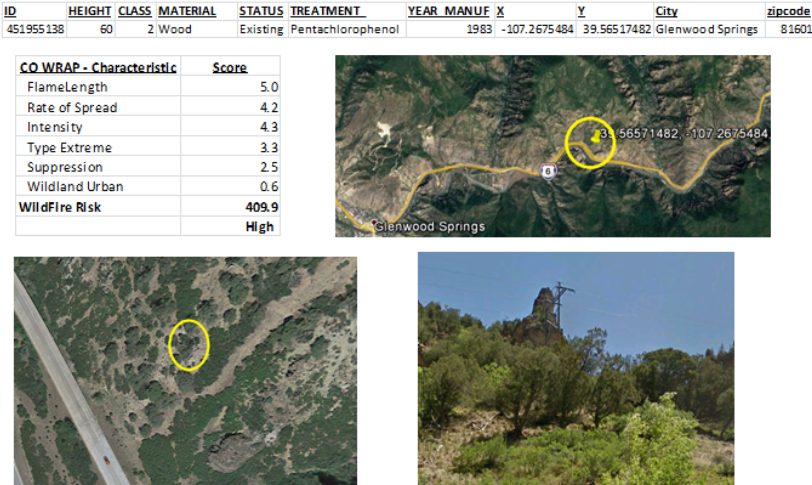 ID HEIGHT CLASS MATERIAL STATUS TREATMENT YEAR MANUF X Y City zipcode
451955138 60 2 Wood Existing Pentachlorophenol 1983 -107.2675484 39.56517482 Glenwood Springs 81601
CO WRAP - Characteristic Score
FlameLength 5.0
Rate of Spread 4.2
Intensity 4.3
Type Extreme 3.3
Suppression 2.5
Wildland Urban 0.6
WildFire Risk 409.9
High
39.56571482, -107.2675484
6
Glenwood Springs